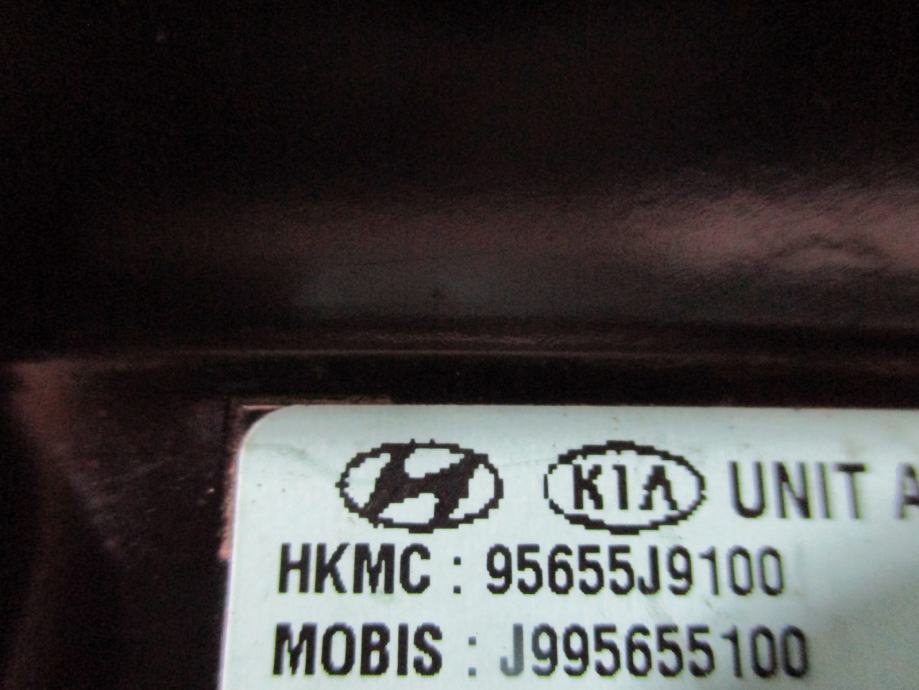 KIA UNIT A
HKMC : 95655J9100
MOBIS : J995655100